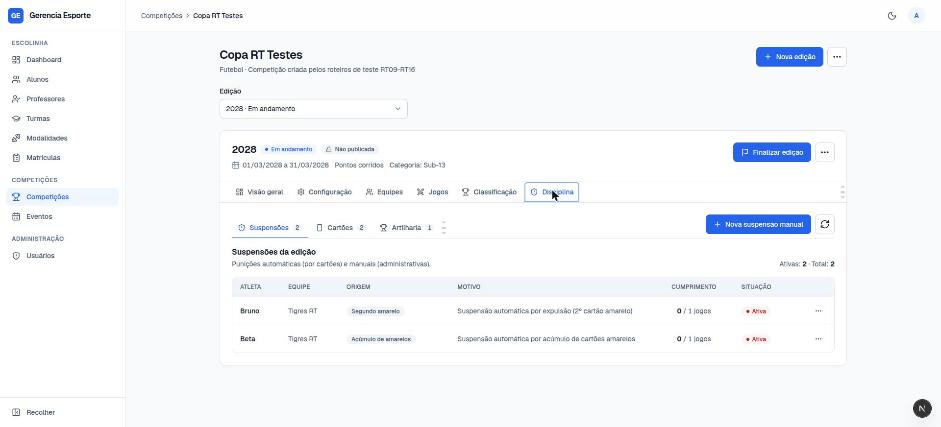 GE Gerencia Esporte
Competições > Copa RT Testes
A
ESCOLINHA
Dashboard
Alunos
Professores
Turmas
Modalidades
Matrículas
COMPETIÇÕES
Competições
Eventos
ADMINISTRAÇÃO
Usuários
Recolher
Copa RT Testes
Futebol · Competição criada pelos roteiros de teste RT09-RT16
+ Nova edição
Edição
2028 · Em andamento
2028 Em andamento Não publicada
01/03/2028 a 31/03/2028 Pontos corridos Categoria: Sub-13
Finalizar edição
Visão geral Configuração Equipes Jogos Classificação Disciplina
Suspensões 2 Cartões 2 Artilharia 1
+ Nova suspensão manual
Suspensões da edição
Punições automáticas (por cartões) e manuais (administrativas).
Ativas: 2 · Total: 2
ATLETA EQUIPE ORIGEM MOTIVO CUMPRIMENTO SITUAÇÃO
Bruno Tigres RT Segundo amarelo Suspensão automática por expulsão (2º cartão amarelo) 0 / 1 jogos Ativa
Beta Tigres RT Acúmulo de amarelos Suspensão automática por acúmulo de cartões amarelos 0 / 1 jogos Ativa
N